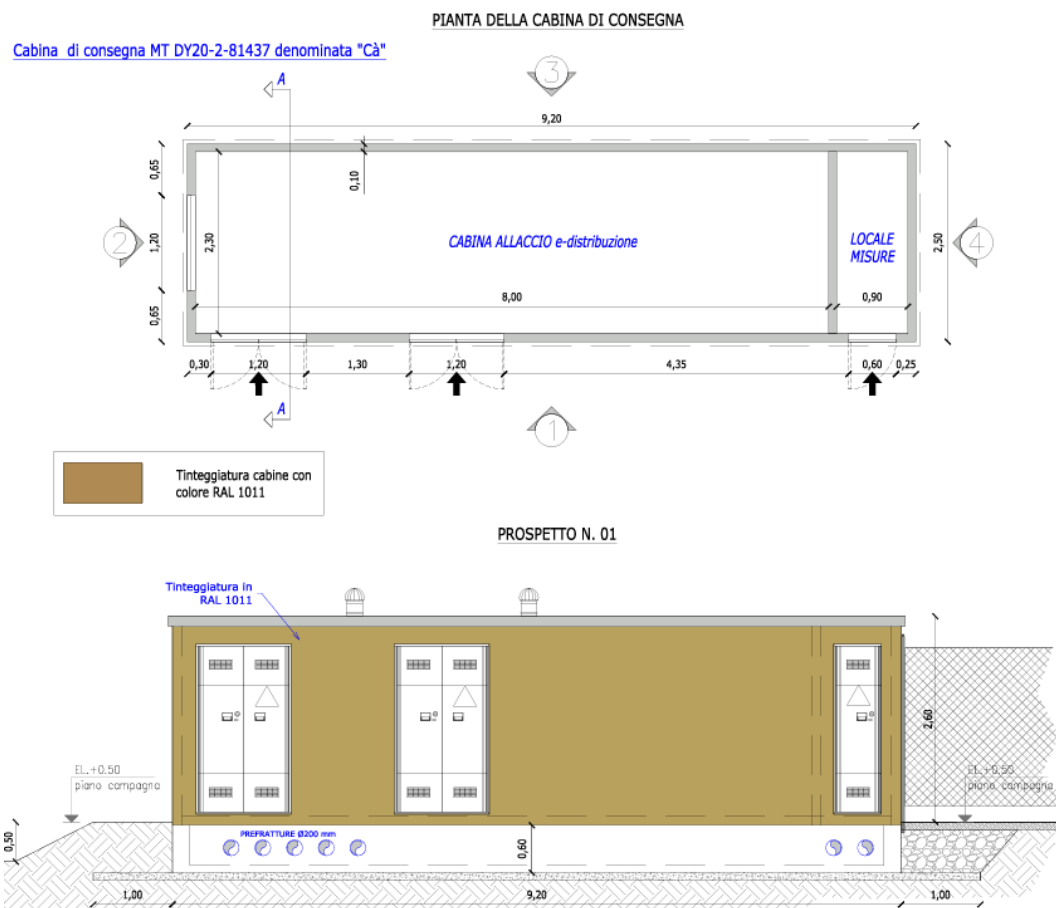 PIANTA DELLA CABINA DI CONSEGNA
Cabina di consegna MT DY20-2-81437 denominata "Cà"
A
3
9,20
0,65
0,10
2
1,20
2,30
CABINA ALLACCIO e-distribuzione
LOCALE
MISURE
2,50
4
8,00
0,90
0,65
0,30
1,20
1,30
1,20
4,35
0,60
0,25
A
1
Tinteggiatura cabine con
colore RAL 1011
PROSPETTO N. 01
Tinteggiatura in
RAL 1011
2,60
EL.+0.50
piano campagna
EL.+0.50
piano campagna
0,50
PREFRATTURE Ø200 mm
0,60
1,00
9,20
1,00